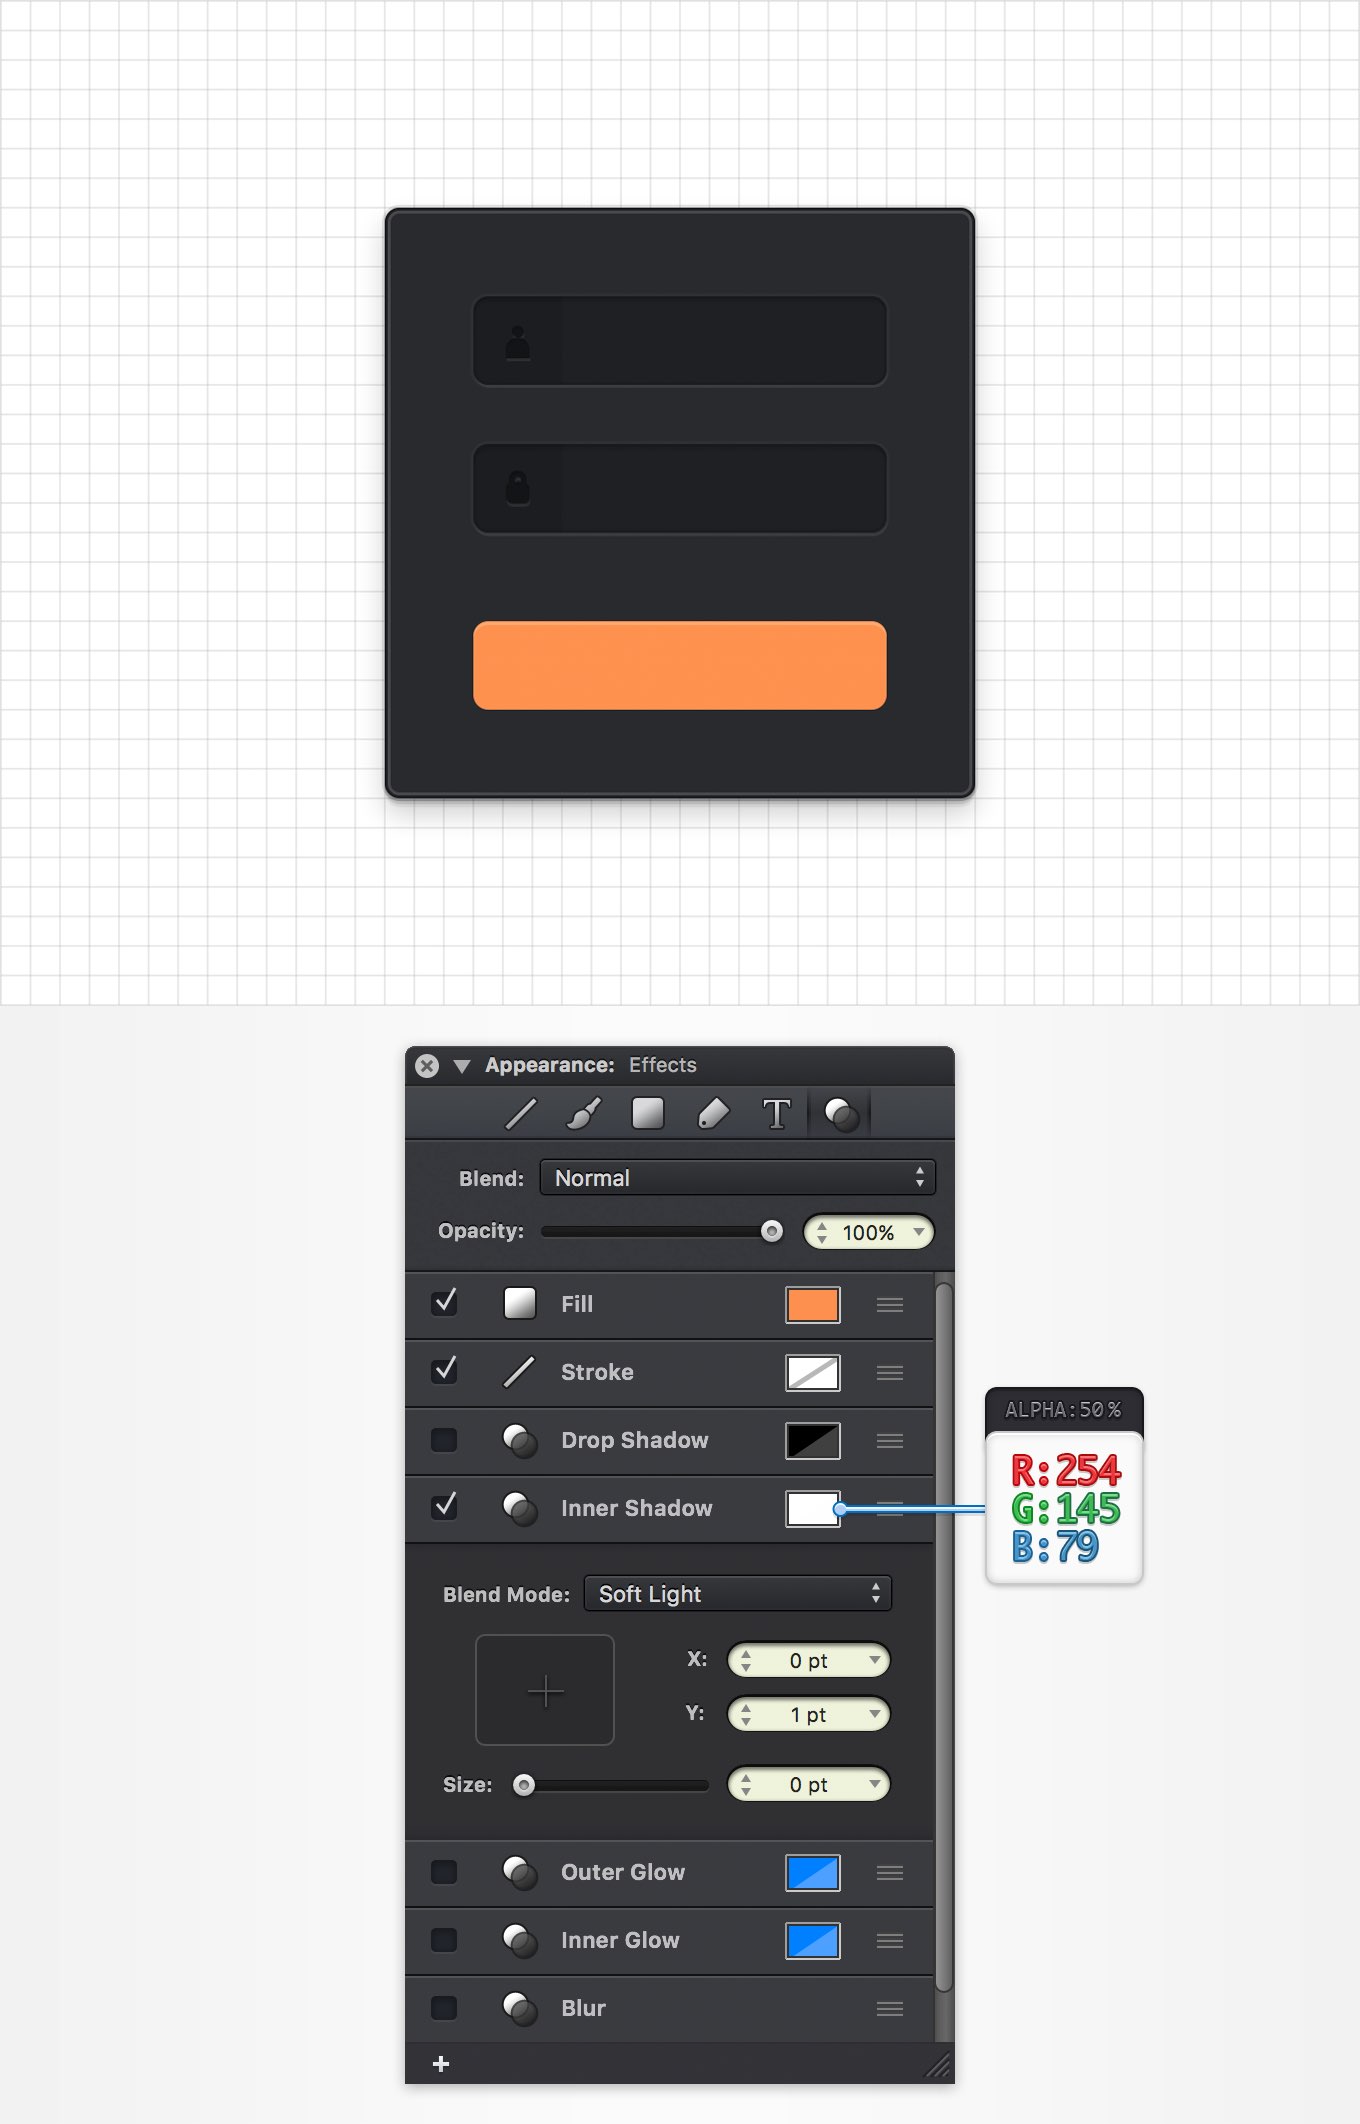 Appearance: Effects
T
Blend: Normal
Opacity: 100%
Fill
Stroke
Drop Shadow
Inner Shadow
ALPHA:50%
R:254
G:145
B:79
Blend Mode: Soft Light
X: 0 pt
Y: 1 pt
Size: 0 pt
Outer Glow
Inner Glow
Blur